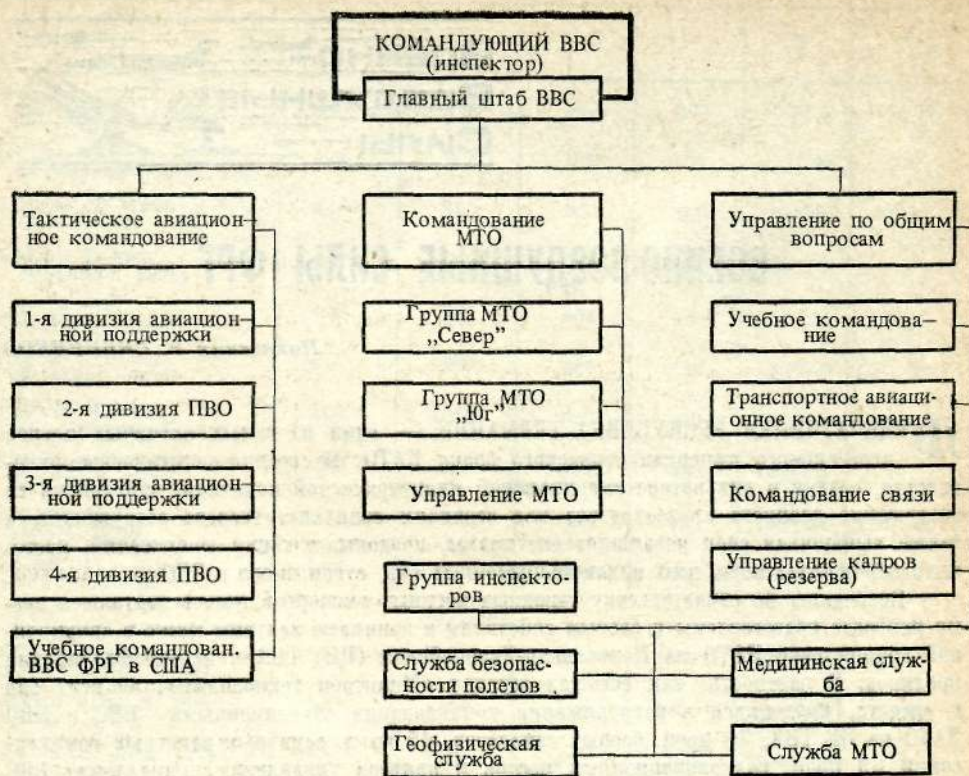 КОМАНДУЮЩИЙ ВВС
(инспектор)
Главный штаб ВВС
Тактическое авиацион-
ное командование
1-я дивизия авиацион-
ной поддержки
2-я дивизия ПВО
3-я дивизия авиацион-
ной поддержки
4-я дивизия ПВО
Учебное командован.
ВВС ФРГ в США
Командование
МТО
Группа МТО
„Север”
Группа МТО
„Юг”
Управление МТО
Группа инспекто-
ров
Служба безопас-
ности полетов
Геофизическая
служба
Управление по общим
вопросам
Учебное командова—
ние
Транспортное авиаци-
онное командование
Командование связи
Управление кадров
(резерва)
Медицинская служ-
ба
Служба МТО